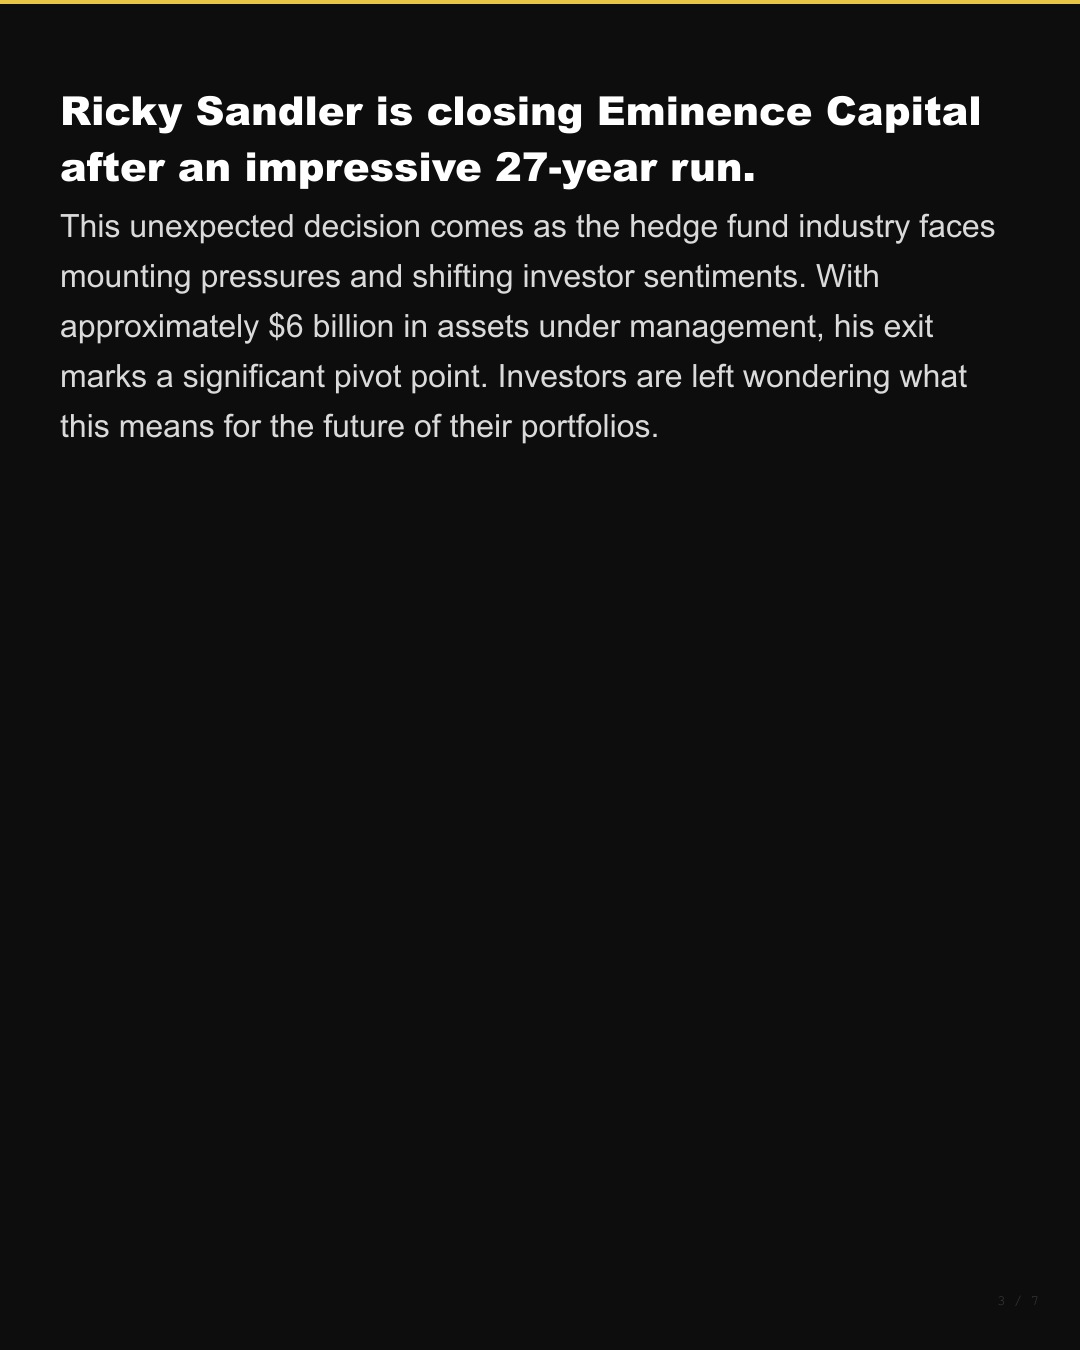 Ricky Sandler is closing Eminence Capital
after an impressive 27-year run.
This unexpected decision comes as the hedge fund industry faces
mounting pressures and shifting investor sentiments. With
approximately $6 billion in assets under management, his exit
marks a significant pivot point. Investors are left wondering what
this means for the future of their portfolios.
3 / 7